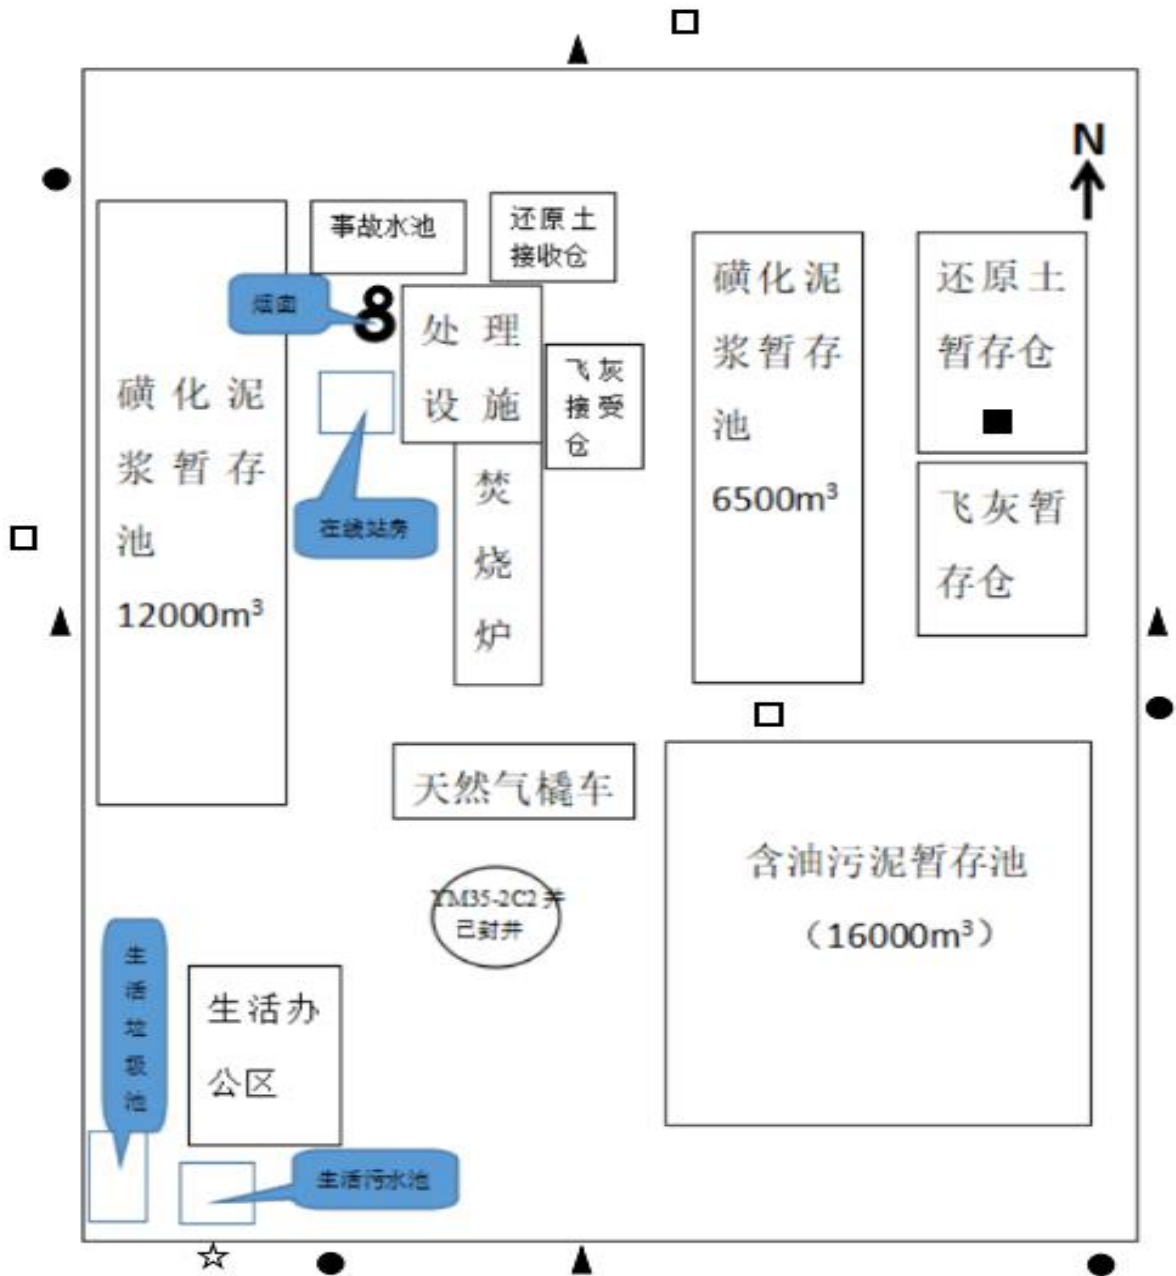 N
事故水池
还原土
接收仓
烟囱
处理
设施
飞灰
接受
仓
磺化泥
浆暂存
池
12000m³
在线站房
焚
烧
炉
磺化泥
浆暂存
池
6500m³
还原土
暂存仓
飞灰暂
存仓
天然气橇车
YM35-2C2 井
已封井
含油污泥暂存池
（16000m³）
生
活
垃
圾
池
生活办
公区
生活污水池